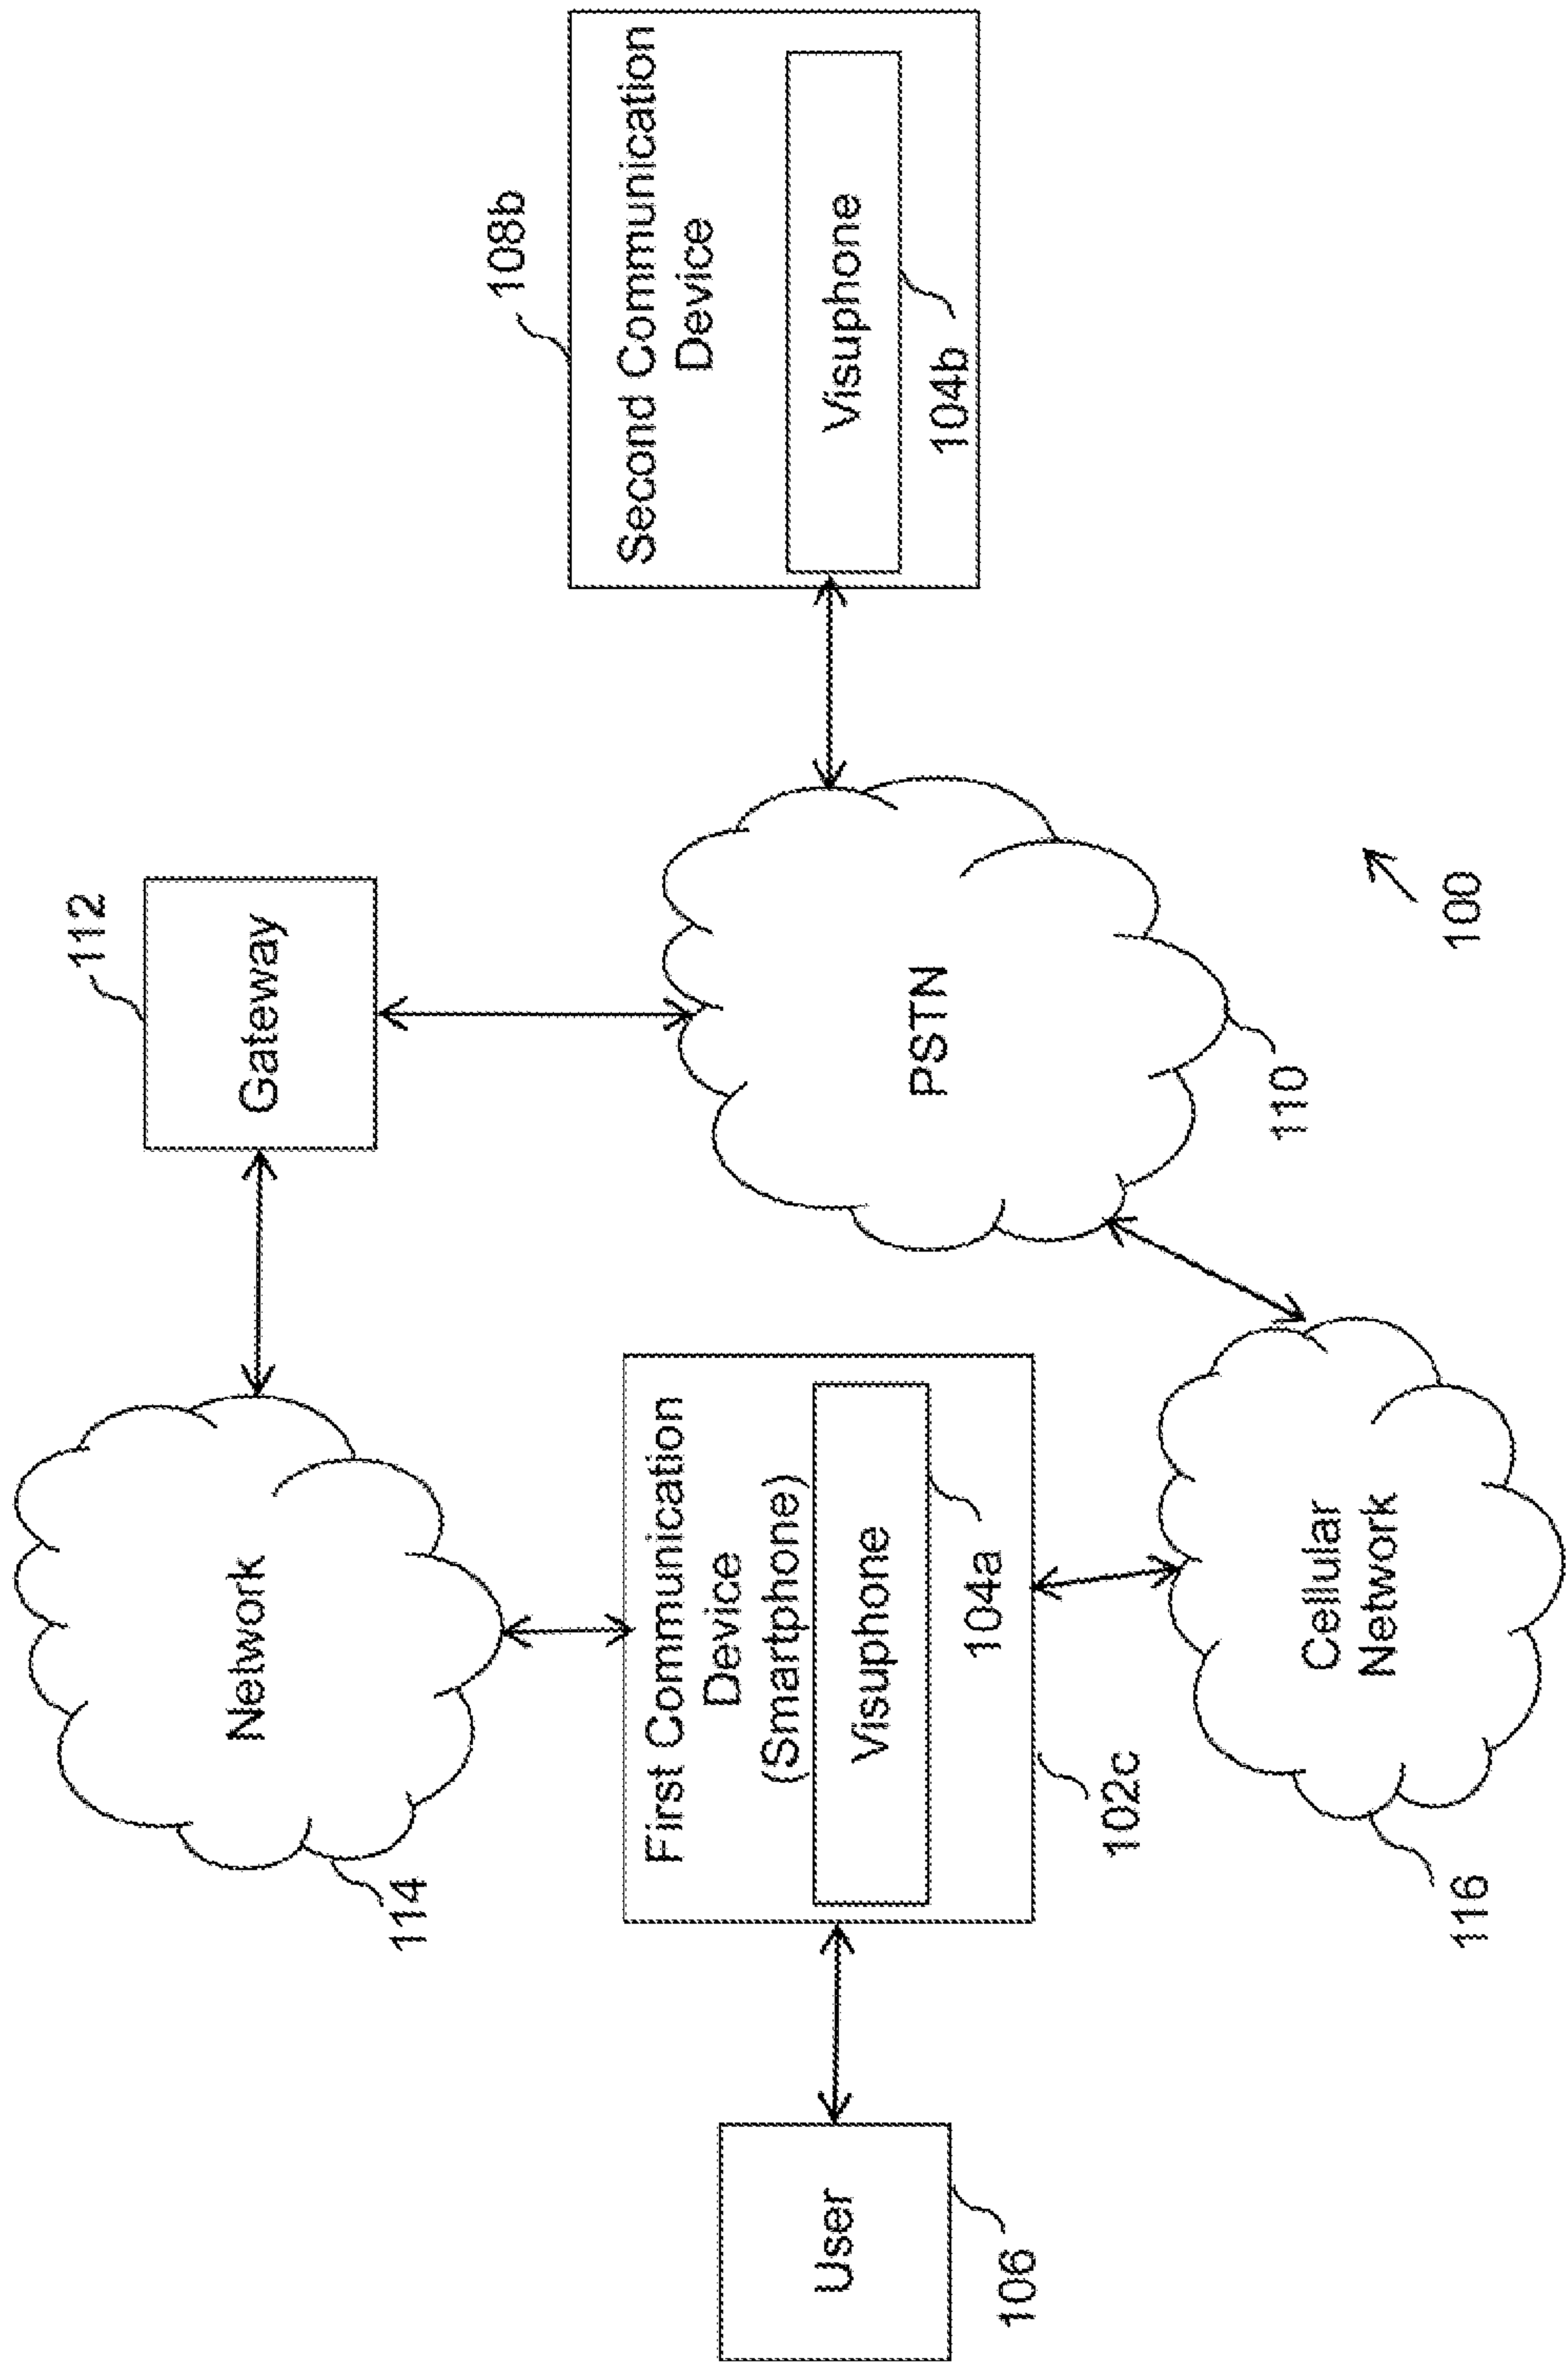 112
Gateway
114
Network
108b
Second Communication
Device
Visuphone
104b
First Communication
Device
(Smartphone)
Visuphone
104a
102c
User
106
PSTN
110
Cellular
Network
116
100